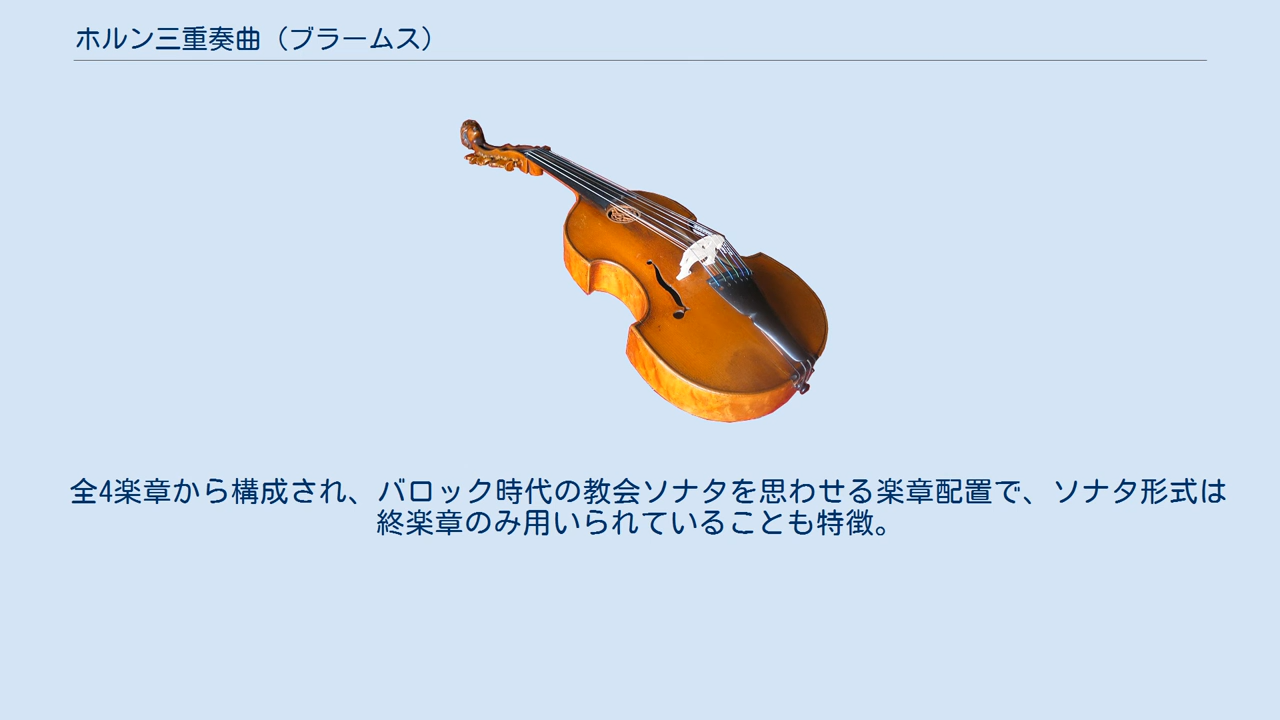 ホルン三重奏曲（ブラームス）
全4楽章から構成され、バロック時代の教会ソナタを思わせる楽章配置で、ソナタ形式は
終楽章のみ用いられていることも特徴。